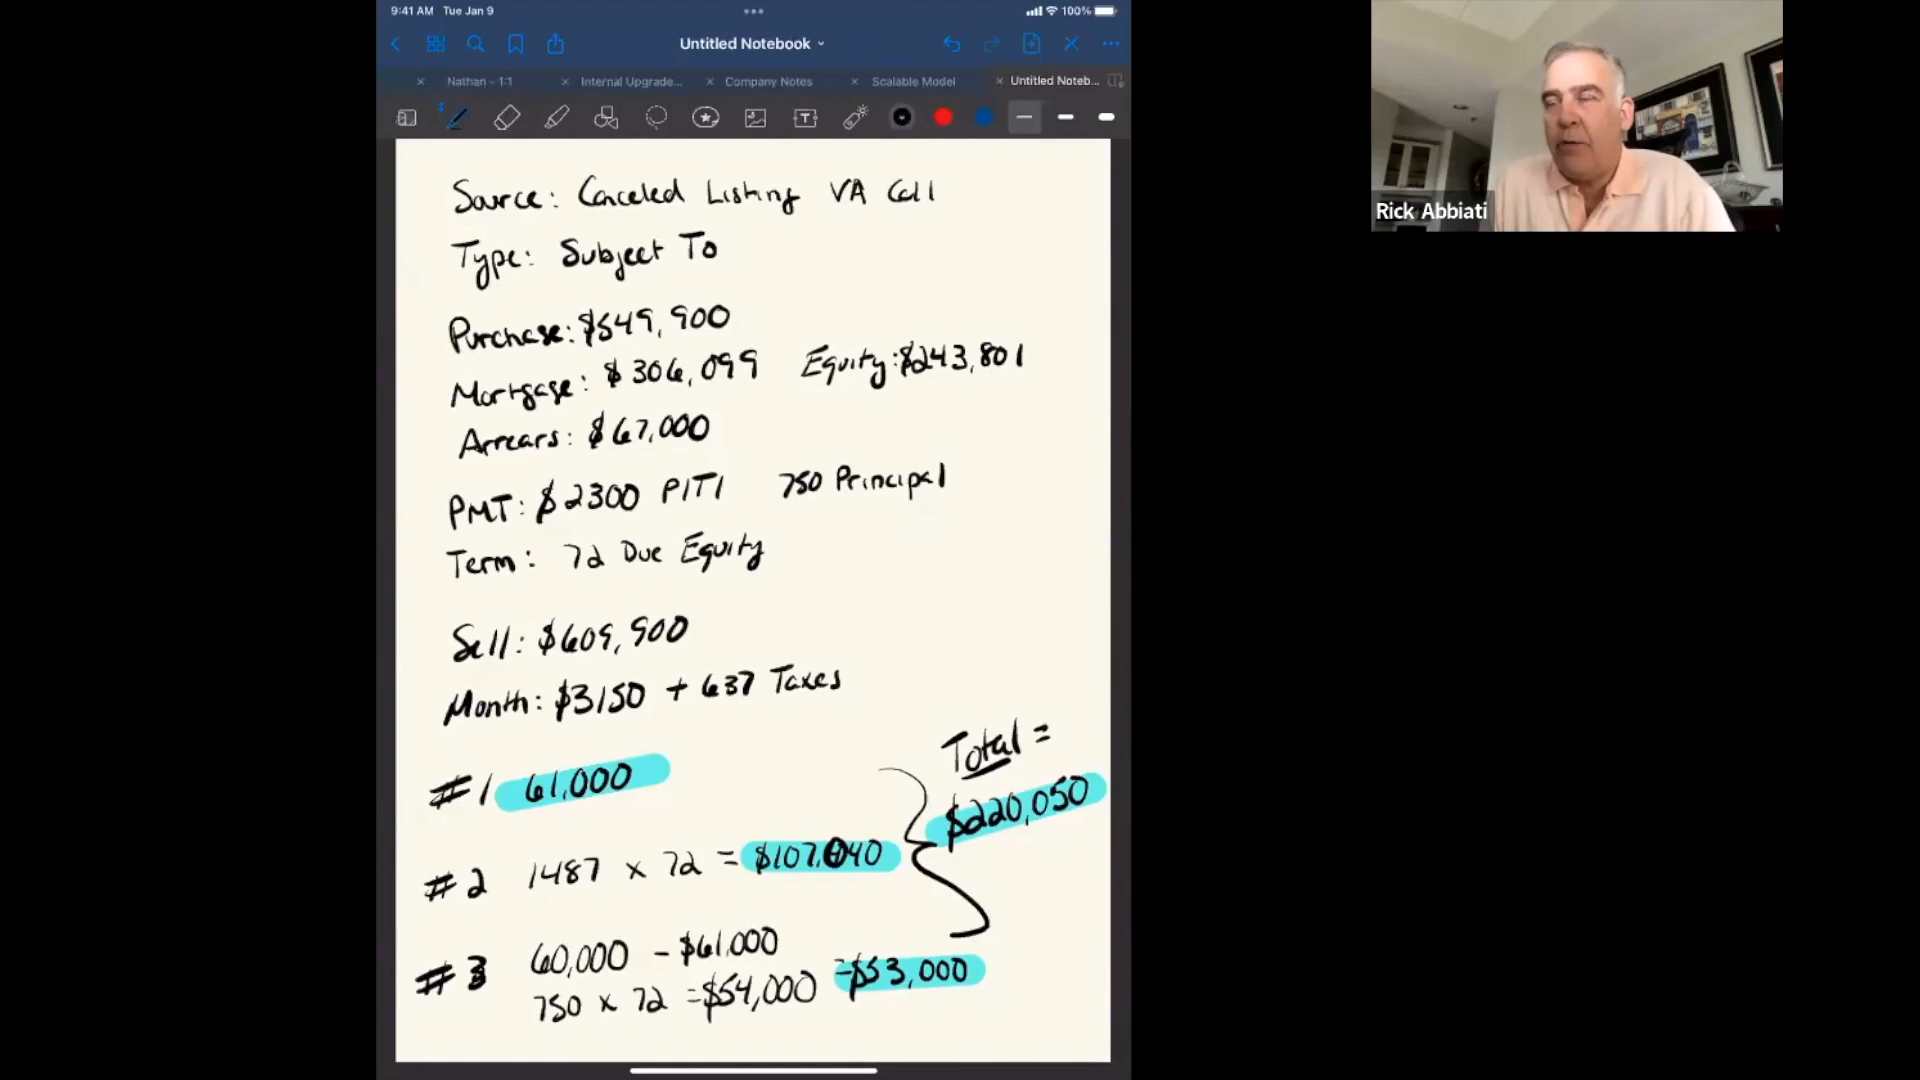 9:41 AM Tue Jan 9
100%
Untitled Notebook
Nathan - 1:1
Internal Upgrade...
Company Notes
Scalable Model
Untitled Noteb...
Source: Canceled Listing VA Call
Type: Subject To
Purchase: $549,900
Mortgage: $306,099 Equity: $243,801
Arrears: $67,000
PMT: $2300 PITI 750 Principal
Term: 72 Due Equity
Sell: $609,900
Month: $3150 + 637 Taxes
Total =
$220,050
#1 61,000
#2 1487 x 72 = $107,040
#3 60,000 - $61,000
750 x 72 = $54,000 = $53,000
Rick Abbiati